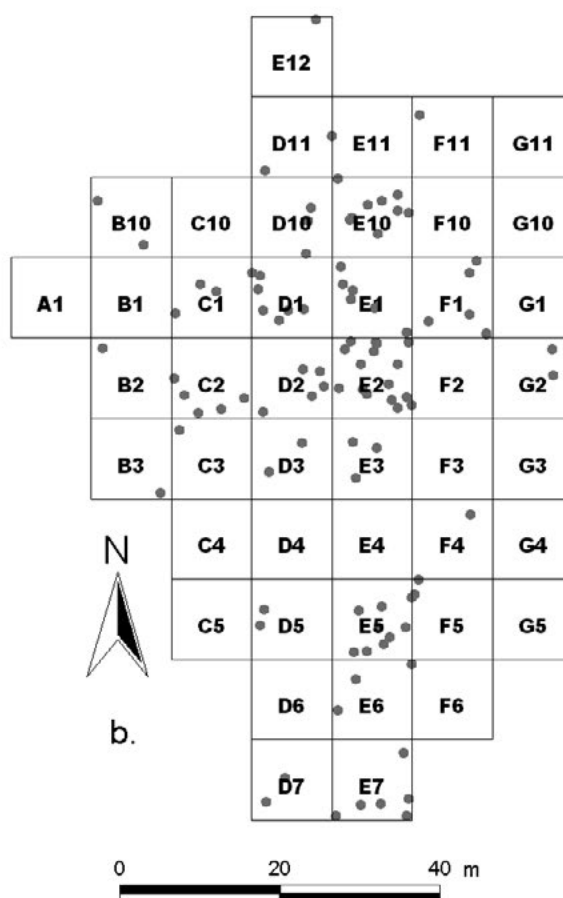 E12
D11 E11 F11 G11
B10 C10 D10 E10 F10 G10
A1 B1 C1 D1 E1 F1 G1
B2 C2 D2 E2 F2 G2
B3 C3 D3 E3 F3 G3
C4 D4 E4 F4 G4
N
C5 D5 E5 F5 G5
D6 E6 F6
b.
D7 E7
0 20 40 m